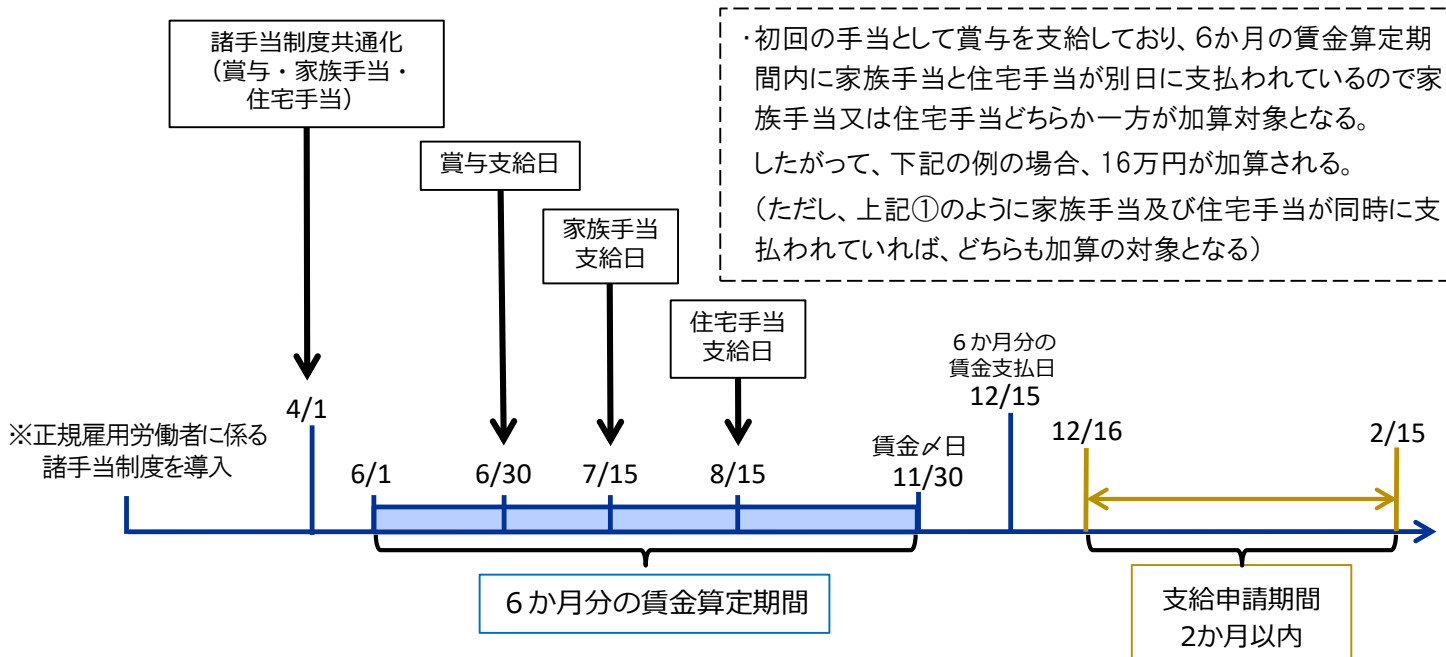 諸手当制度共通化
(賞与・家族手当・
住宅手当)
・初回の手当として賞与を支給しており、6か月の賃金算定期
間内に家族手当と住宅手当が別日に支払われているので家
族手当又は住宅手当どちらか一方が加算対象となる。
したがって、下記の例の場合、16万円が加算される。
(ただし、上記①のように家族手当及び住宅手当が同時に支
払われていれば、どちらも加算の対象となる)
賞与支給日
家族手当
支給日
住宅手当
支給日
6か月分の
賃金支払日
12/15
4/1
※正規雇用労働者に係る
諸手当制度を導入
6/1
6/30
7/15
8/15
賃金〆日
11/30
12/16
2/15
6か月分の賃金算定期間
支給申請期間
2か月以内